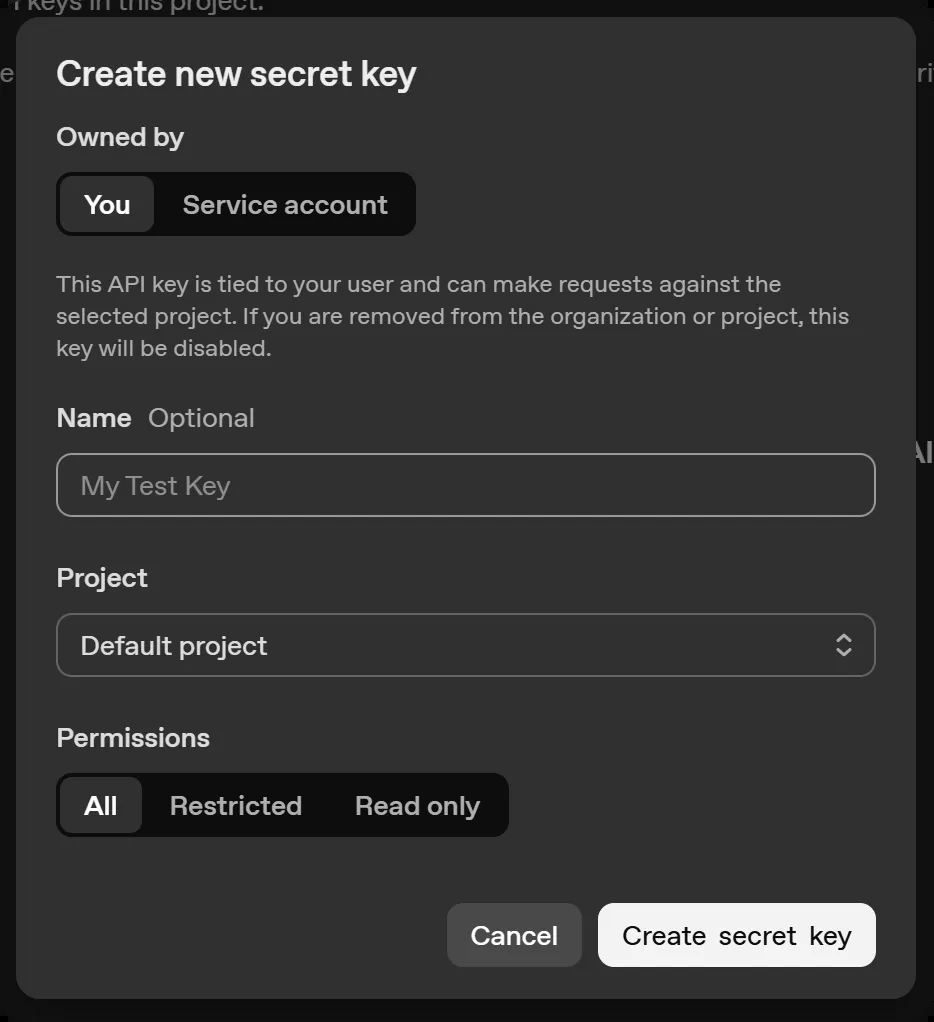 keys in this project.
Create new secret key
Owned by
You Service account
This API key is tied to your user and can make requests against the
selected project. If you are removed from the organization or project, this
key will be disabled.
Name Optional
My Test Key
Project
Default project
Permissions
All Restricted Read only
Cancel Create secret key